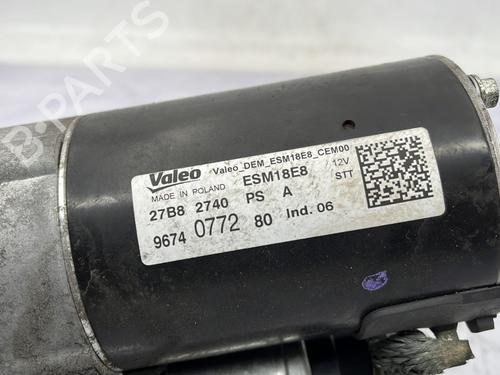 B-Parts
Valeo Valeo_DEM_ESM18E8_CEM00
MADE IN POLAND ESM18E8 / 12V
27B8 2740 PS A STT
9674 0772 80 Ind. 06